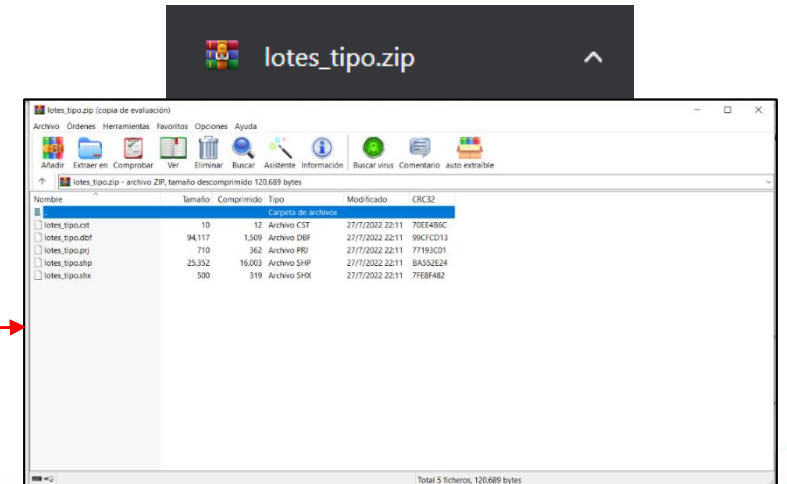 lotes_tipo.zip
lotes_tipo.zip (copia de evaluación)
Archivo Órdenes Herramientas Favoritos Opciones Ayuda
Añadir Extraer en Comprobar Ver Eliminar Buscar Asistente Información Buscar virus Comentario auto extraíble
lotes_tipo.zip - archivo ZIP, tamaño descomprimido 120,689 bytes
Nombre Tamaño Comprimido Tipo Modificado CRC32
.. Carpeta de archivos
lotes_tipo.cst 10 12 Archivo CST 27/7/2022 22:11 70EE4B6C
lotes_tipo.dbf 94,117 1,509 Archivo DBF 27/7/2022 22:11 99CFCD13
lotes_tipo.prj 710 362 Archivo PRJ 27/7/2022 22:11 77193C01
lotes_tipo.shp 25,352 16,003 Archivo SHP 27/7/2022 22:11 BA552E24
lotes_tipo.shx 500 319 Archivo SHX 27/7/2022 22:11 7FE8F482
Total 5 ficheros, 120,689 bytes